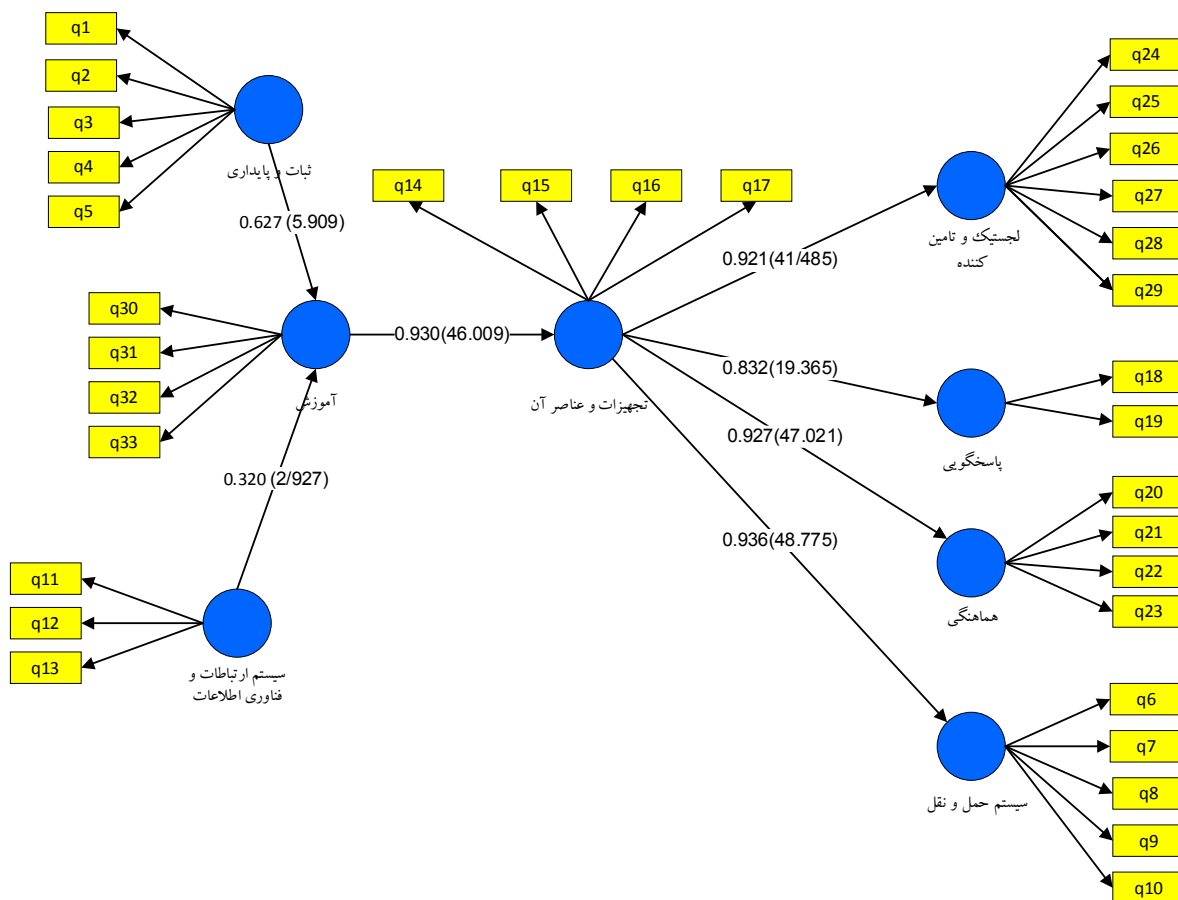 q1
q2
q3
q4
q5
ثبات و پایداری
0.627 (5.909)
q30
q31
q32
q33
آموزش
0.320 (2/927)
q11
q12
q13
سیستم ارتباطات و
فناوری اطلاعات
0.930(46.009)
q14
q15
q16
q17
تجهیزات و عناصر آن
0.921(41/485)
0.832(19.365)
0.927(47.021)
0.936(48.775)
q24
q25
q26
q27
q28
q29
لجستیك و تامین
کننده
q18
q19
پاسخگویی
q20
q21
q22
q23
هماهنگی
q6
q7
q8
q9
q10
سیستم حمل و نقل